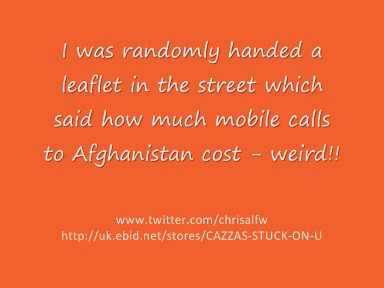 I was randomly handed a
leaflet in the street which
said how much mobile calls
to Afghanistan cost - weird!!
www.twitter.com/chrisalfw
http://uk.ebid.net/stores/CAZZAS-STUCK-ON-U